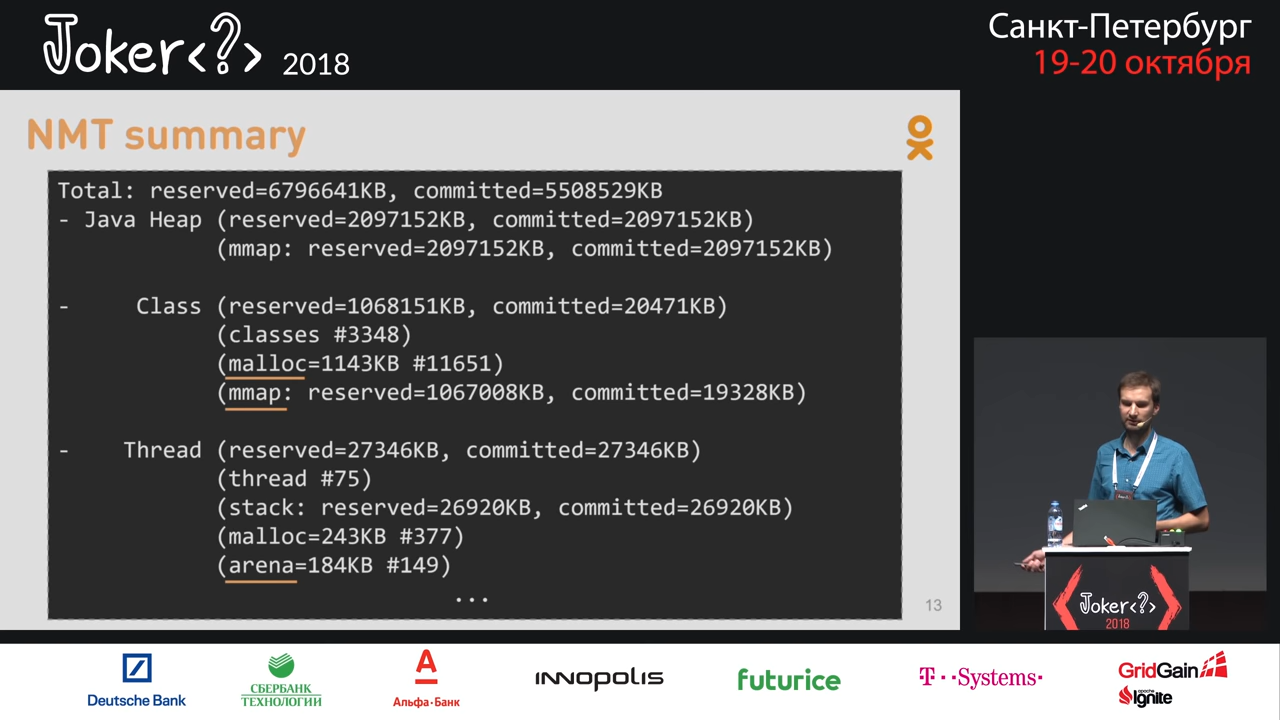 Joker<?> 2018
Санкт-Петербург
19-20 октября
NMT summary
Total: reserved=6796641KB, committed=5508529KB
- Java Heap (reserved=2097152KB, committed=2097152KB)
(mmap: reserved=2097152KB, committed=2097152KB)
- Class (reserved=1068151KB, committed=20471KB)
(classes #3348)
(malloc=1143KB #11651)
(mmap: reserved=1067008KB, committed=19328KB)
- Thread (reserved=27346KB, committed=27346KB)
(thread #75)
(stack: reserved=26920KB, committed=26920KB)
(malloc=243KB #377)
(arena=184KB #149)
...
13
Joker<?>
2018
Deutsche Bank
СБЕРБАНК
ТЕХНОЛОГИИ
А
Альфа·Банк
INNOPOLIS
futurice
T··Systems·
GridGain
APACHE
Ignite